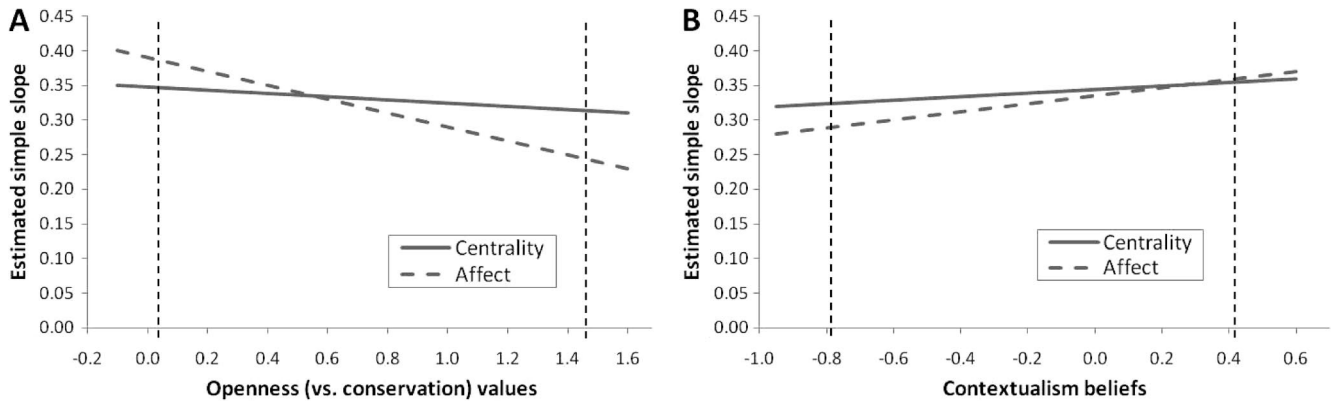 A
Estimated simple slope
0.45
0.40
0.35
0.30
0.25
0.20
0.15
0.10
0.05
0.00
Centrality
Affect
-0.2 0.0 0.2 0.4 0.6 0.8 1.0 1.2 1.4 1.6
Openness (vs. conservation) values
B
Estimated simple slope
0.45
0.40
0.35
0.30
0.25
0.20
0.15
0.10
0.05
0.00
Centrality
Affect
-1.0 -0.8 -0.6 -0.4 -0.2 0.0 0.2 0.4 0.6
Contextualism beliefs